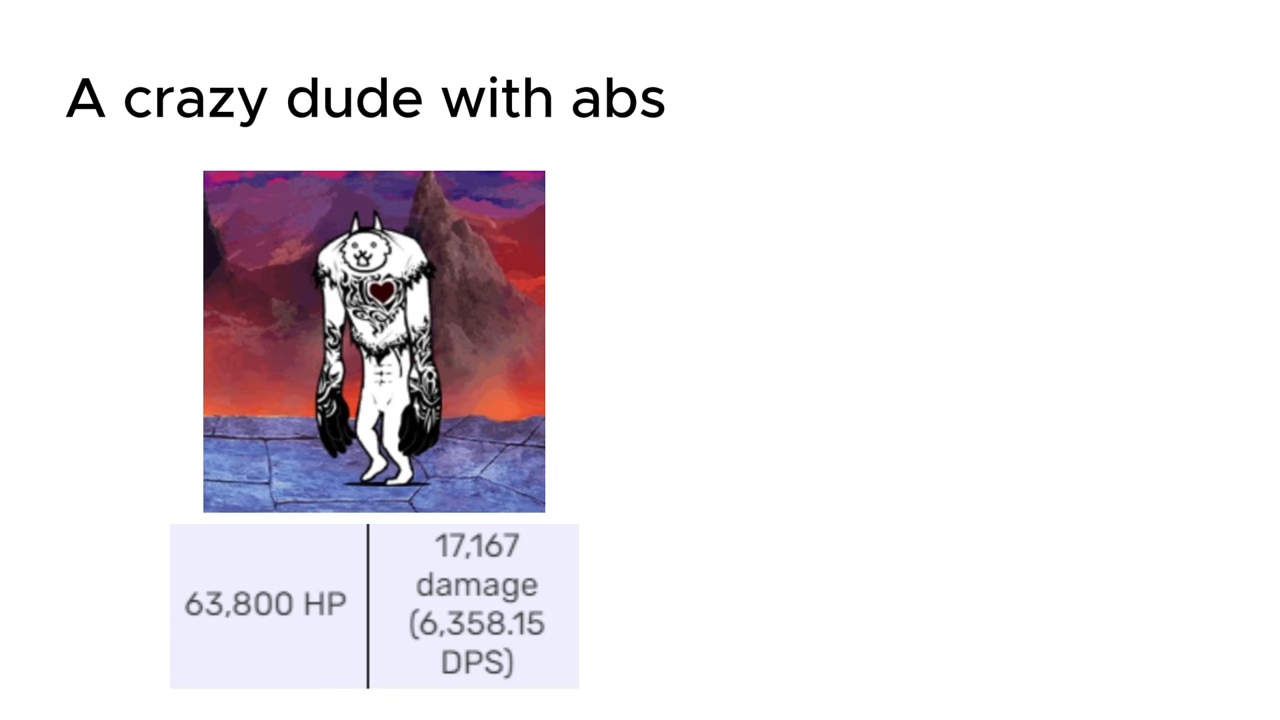 A crazy dude with abs
63,800 HP
17,167
damage
(6,358.15
DPS)